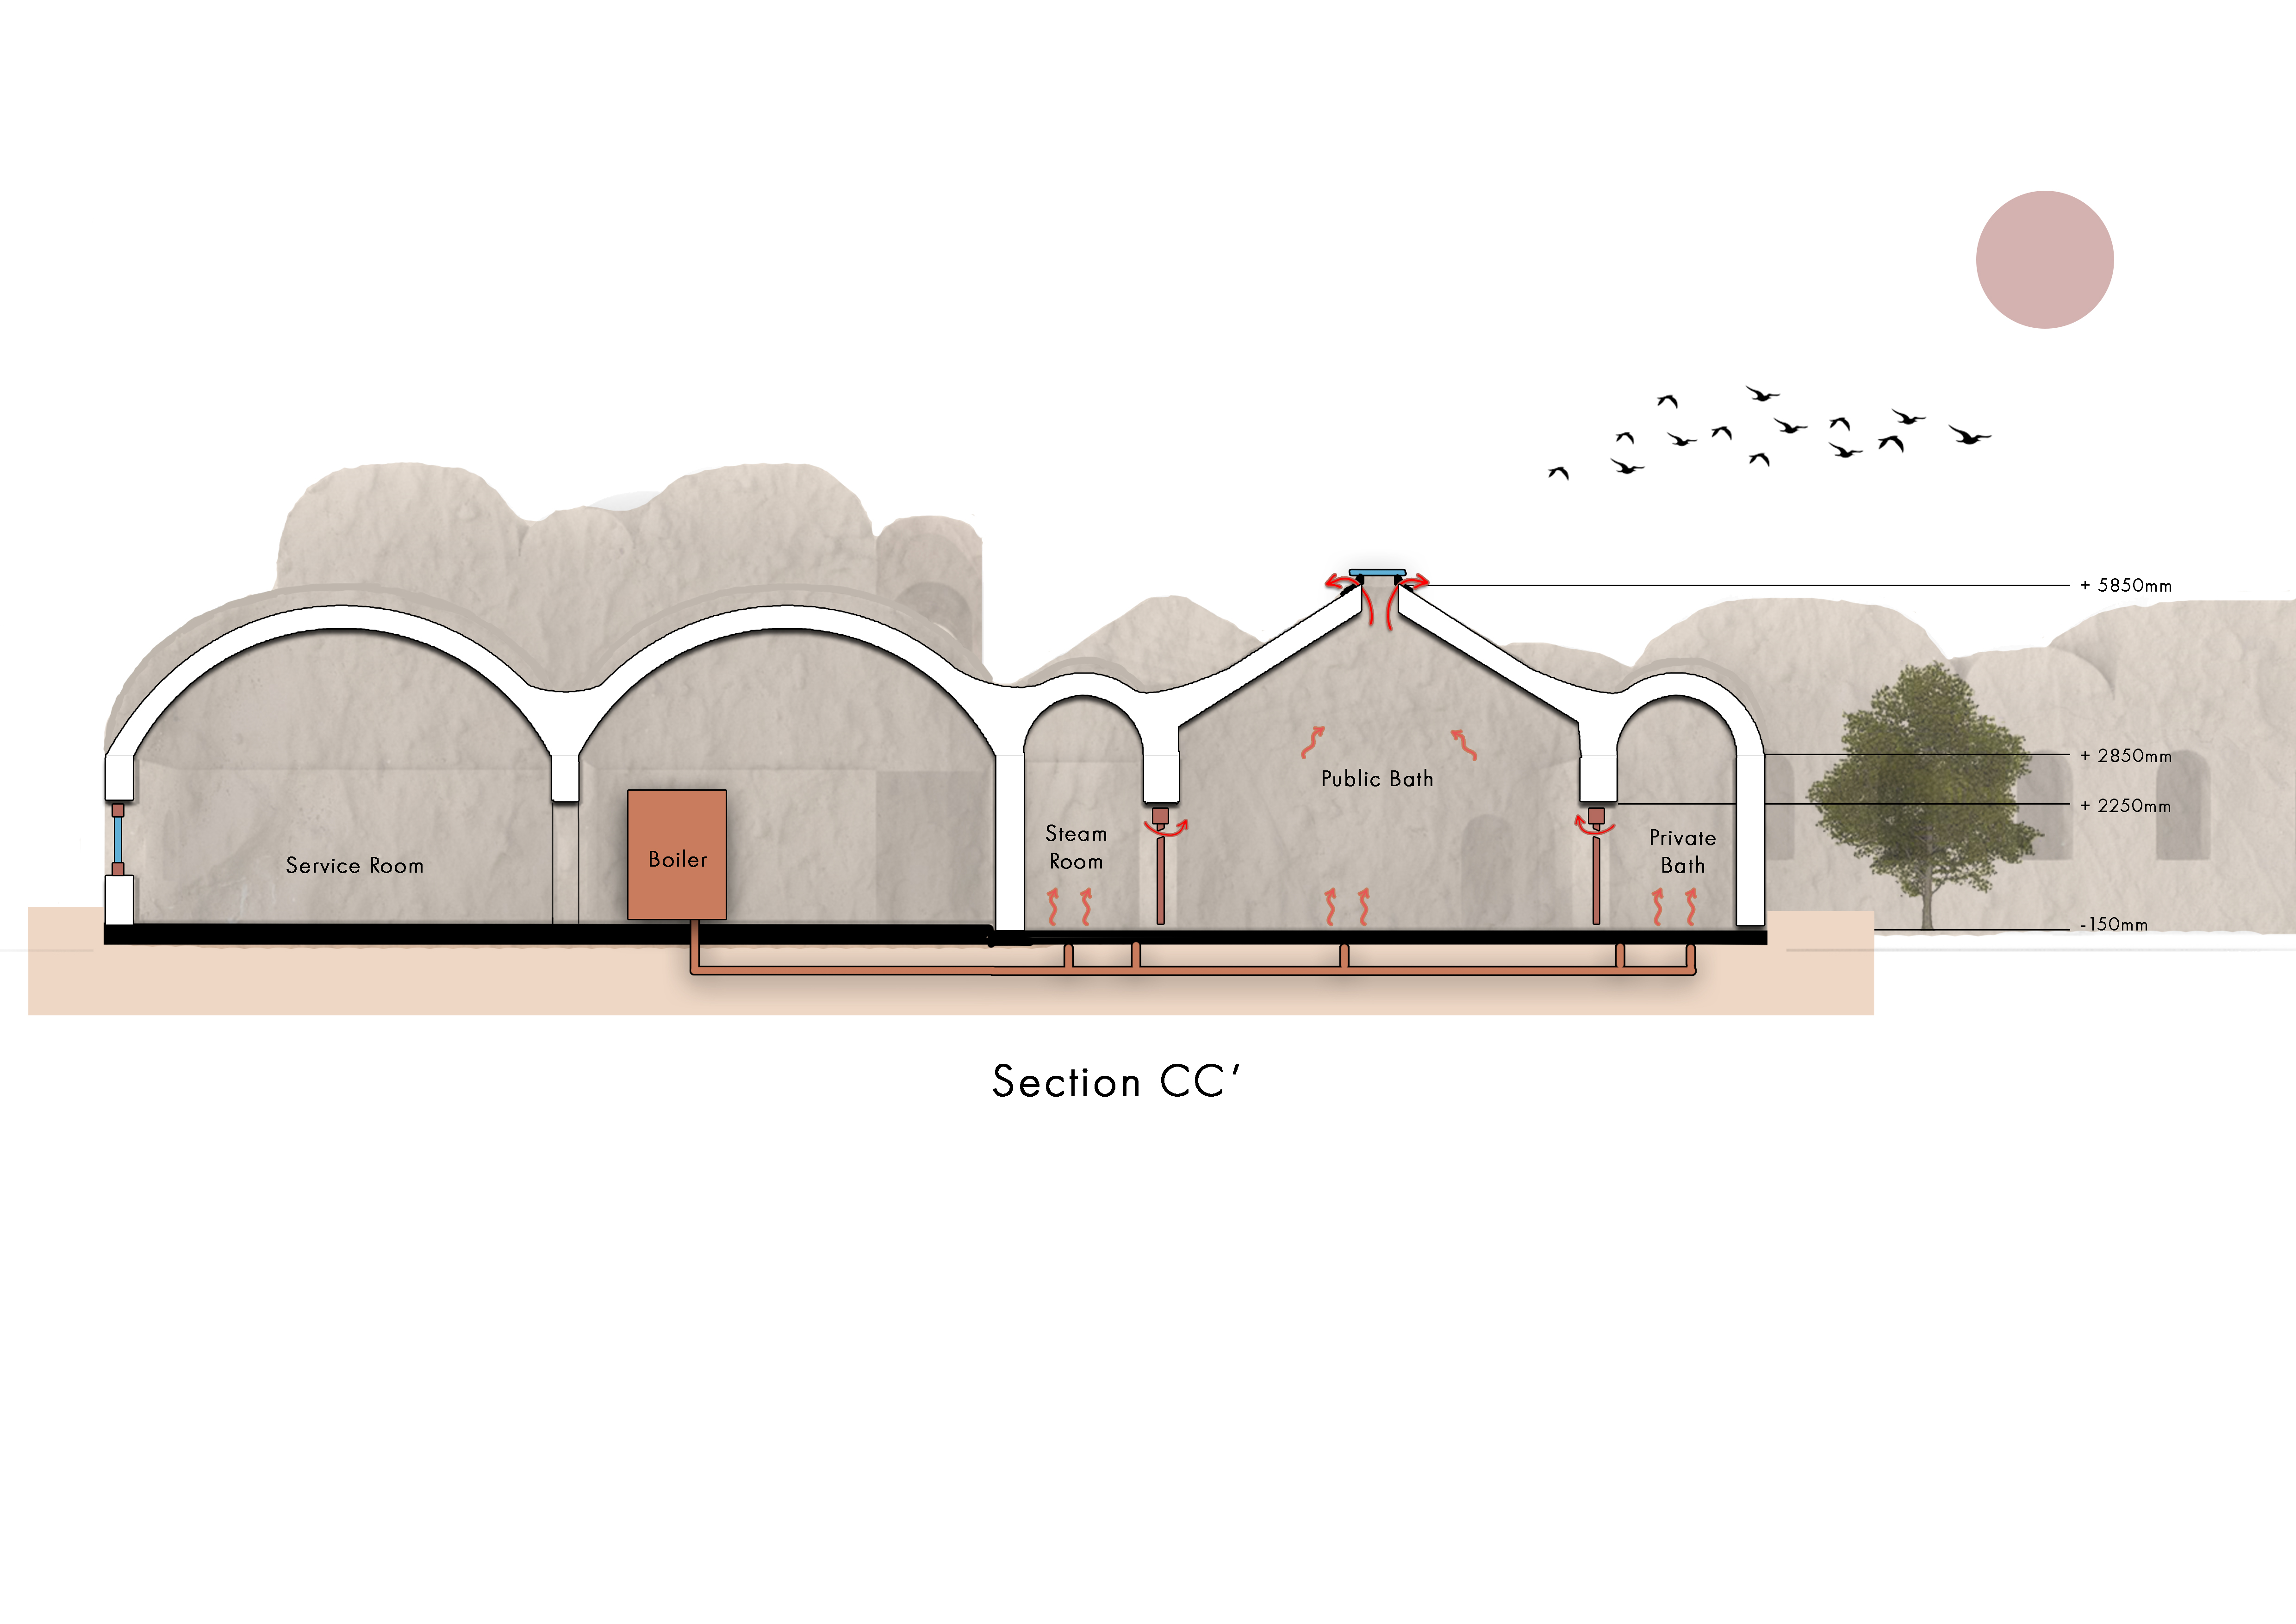 + 5850mm
+ 2850mm
Public Bath
+ 2250mm
Steam
Room
Private
Bath
Boiler
Service Room
-150mm
Section CC'